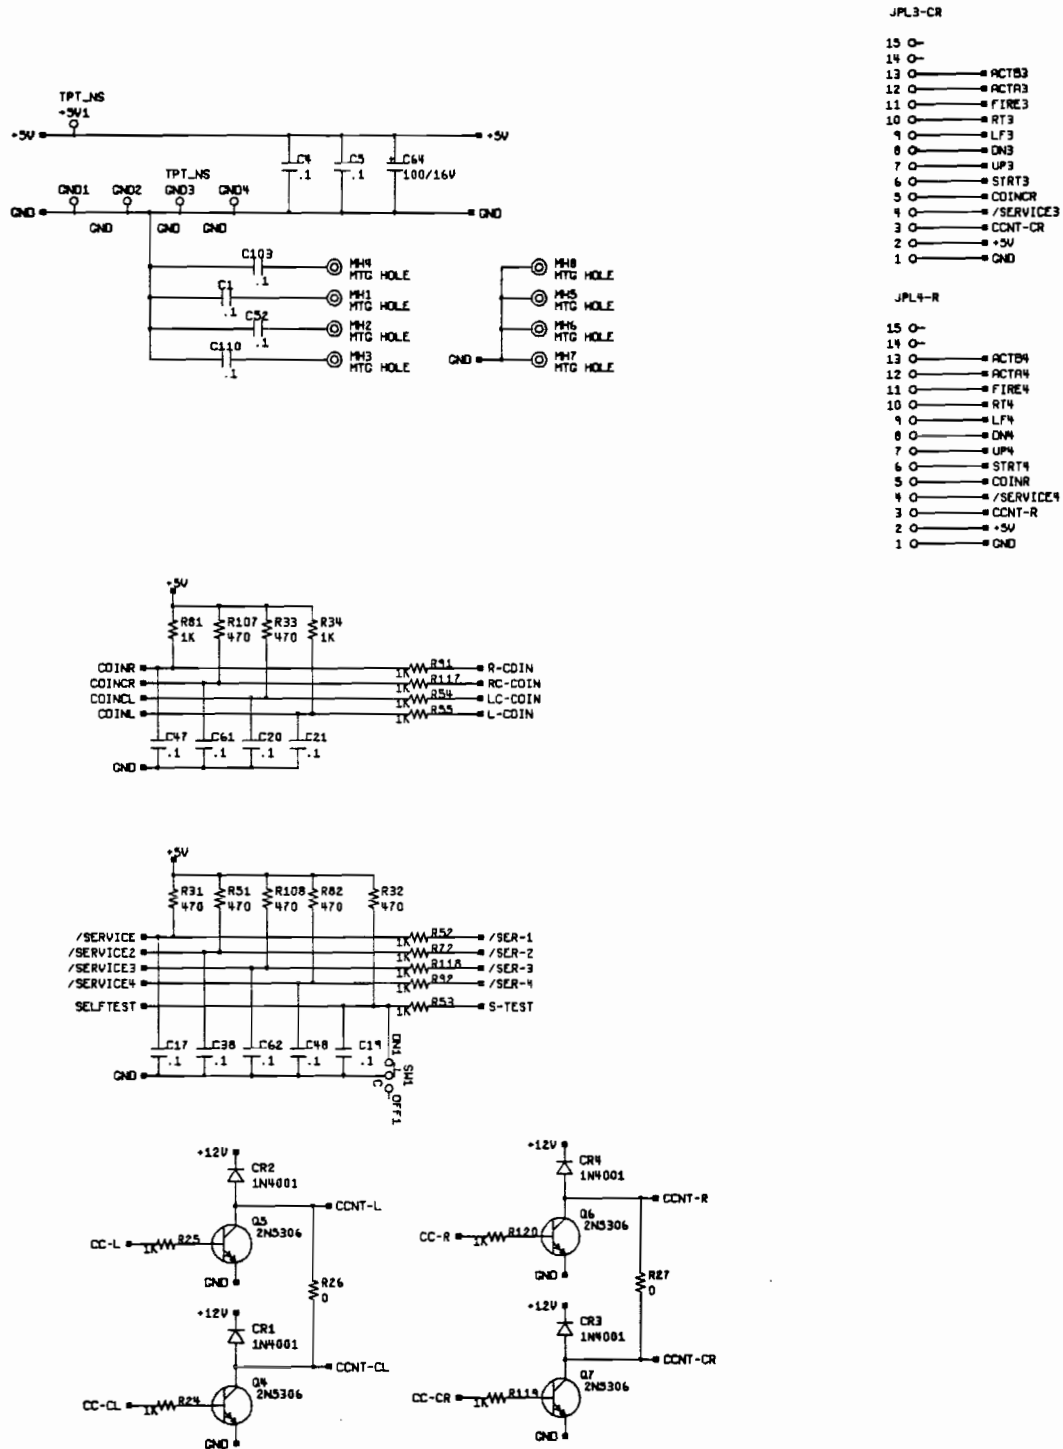 JPL3-CR
15
14
13 ACTB3
12 ACTA3
11 FIRE3
10 RT3
9 LF3
8 DN3
7 UP3
6 STRT3
5 COINCR
4 /SERVICE3
3 CCNT-CR
2 +5V
1 GND
TPT_NS
+5V1
+5V +5V
C4 C5 C64
.1 .1 100/16V
TPT_NS
GND1 GND2 GND3 GND4
GND GND
GND GND GND
C103 MH4
.1 MTG HOLE
C1 MH1
.1 MTG HOLE
C52 MH2
.1 MTG HOLE
C110 MH3
.1 MTG HOLE
MH8
MTG HOLE
MH5
MTG HOLE
MH6
MTG HOLE
GND MH7
MTG HOLE
JPL4-R
15
14
13 ACTB4
12 ACTA4
11 FIRE4
10 RT4
9 LF4
8 DN4
7 UP4
6 STRT4
5 COINR
4 /SERVICE4
3 CCNT-R
2 +5V
1 GND
+5V
R81 R107 R33 R34
1K 470 470 1K
COINR 1K R91 R-COIN
COINCR 1K R117 RC-COIN
COINCL 1K R54 LC-COIN
COINL 1K R55 L-COIN
C47 C61 C20 C21
.1 .1 .1 .1
GND
+5V
R31 R51 R108 R82 R32
470 470 470 470 470
/SERVICE 1K R52 /SER-1
/SERVICE2 1K R72 /SER-2
/SERVICE3 1K R118 /SER-3
/SERVICE4 1K R92 /SER-4
SELFTEST 1K R53 S-TEST
C17 C38 C62 C48 C19
.1 .1 .1 .1 .1
GND
ON1
SW1
C
OFF1
+12V
CR2
1N4001
CCNT-L
Q5
2N5306
CC-L 1K R25
GND
R26
0
+12V
CR1
1N4001
CCNT-CL
Q4
2N5306
CC-CL 1K R24
GND
+12V
CR4
1N4001
CCNT-R
Q6
2N5306
CC-R 1K R120
GND
R27
0
+12V
CR3
1N4001
CCNT-CR
Q7
2N5306
CC-CR 1K R119
GND